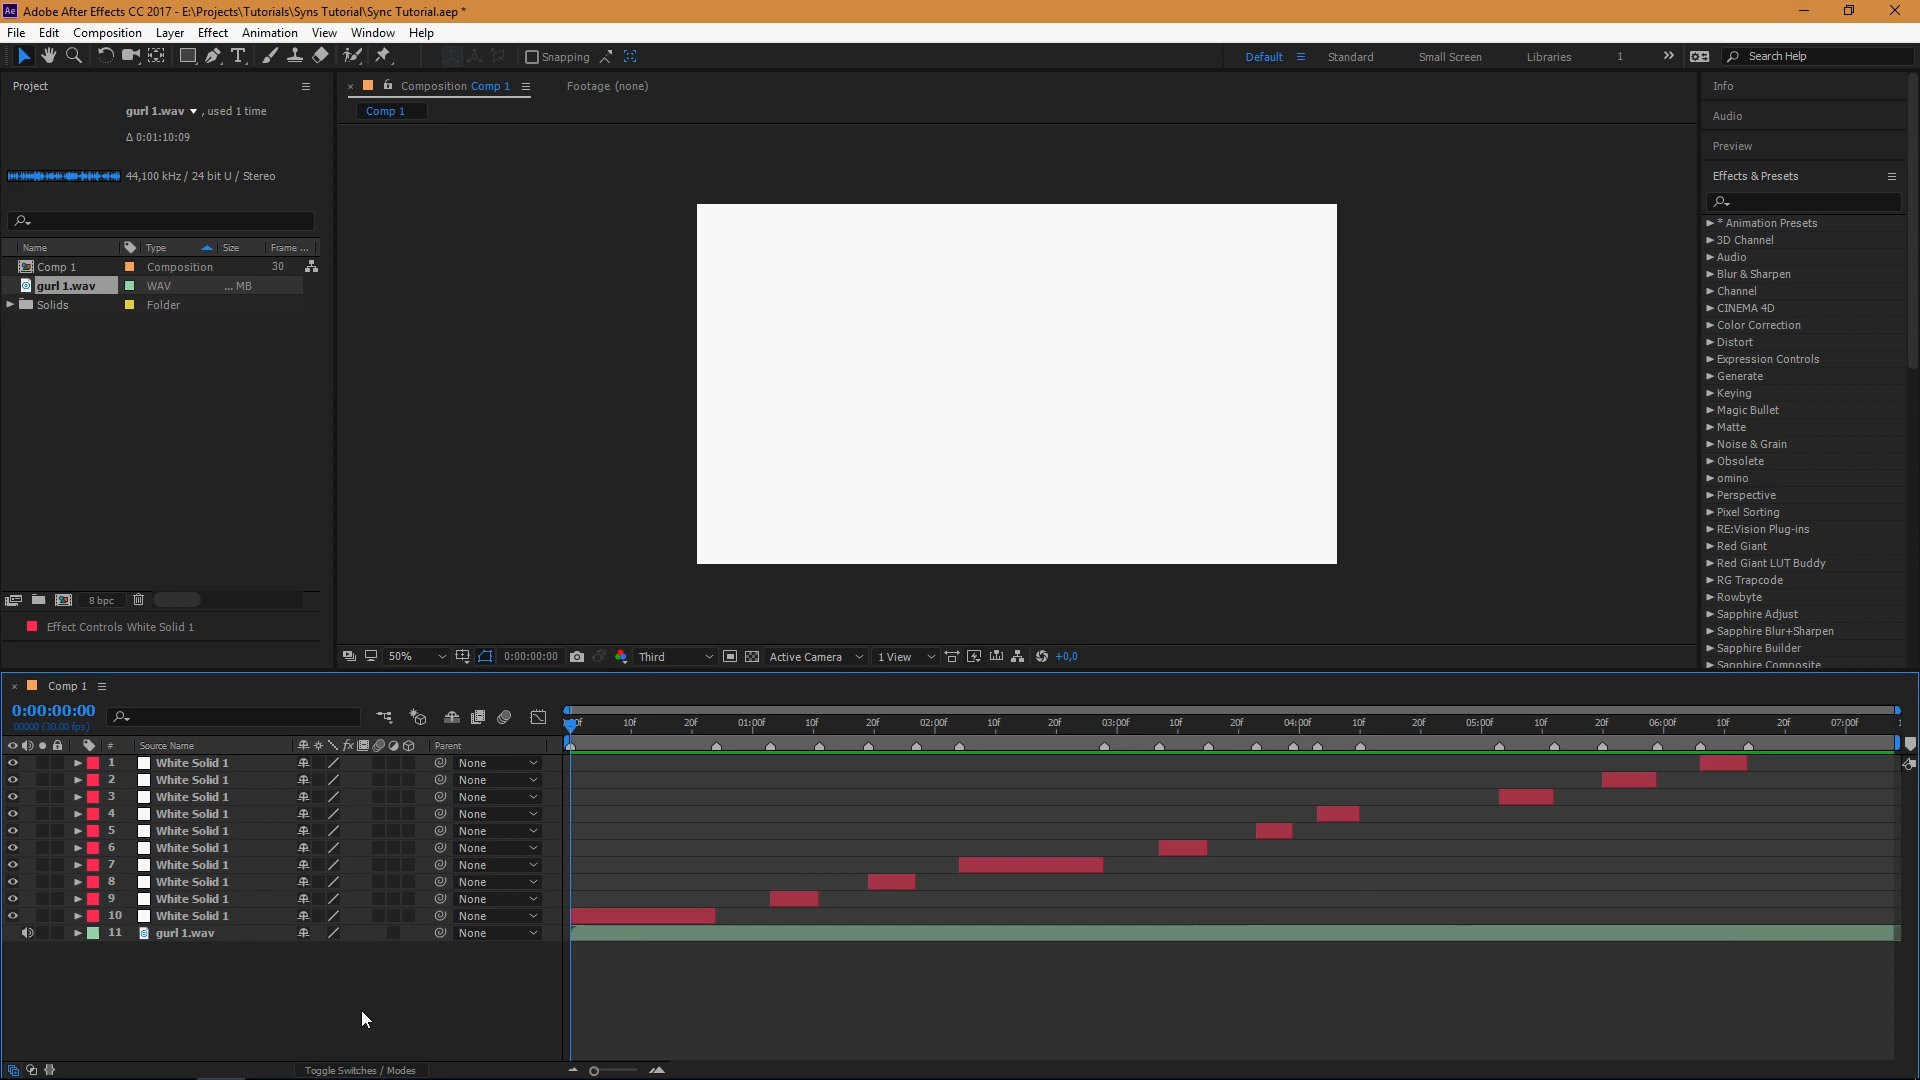 Adobe After Effects CC 2017 - E:\Projects\Tutorials\Syns Tutorial\Sync Tutorial.aep *
File Edit Composition Layer Effect Animation View Window Help
Snapping Default Standard Small Screen Libraries 1 Search Help
Project
gurl 1.wav , used 1 time
Δ 0:01:10:09
44,100 kHz / 24 bit U / Stereo
Name Type Size Frame ...
Comp 1 Composition 30
gurl 1.wav WAV ... MB
Solids Folder
8 bpc
Effect Controls White Solid 1
Composition Comp 1 Footage (none)
Comp 1
50% 0:00:00:00 Third Active Camera 1 View +0,0
Info
Audio
Preview
Effects & Presets
* Animation Presets
3D Channel
Audio
Blur & Sharpen
Channel
CINEMA 4D
Color Correction
Distort
Expression Controls
Generate
Keying
Magic Bullet
Matte
Noise & Grain
Obsolete
omino
Perspective
Pixel Sorting
RE:Vision Plug-ins
Red Giant
Red Giant LUT Buddy
RG Trapcode
Rowbyte
Sapphire Adjust
Sapphire Blur+Sharpen
Sapphire Builder
Sapphire Composite
Comp 1
0:00:00:00
00000 (30.00 fps)
10f 20f 01:00f 10f 20f 02:00f 10f 20f 03:00f 10f 20f 04:00f 10f 20f 05:00f 10f 20f 06:00f 10f 20f 07:00f
# Source Name Parent
1 White Solid 1 None
2 White Solid 1 None
3 White Solid 1 None
4 White Solid 1 None
5 White Solid 1 None
6 White Solid 1 None
7 White Solid 1 None
8 White Solid 1 None
9 White Solid 1 None
10 White Solid 1 None
11 gurl 1.wav None
Toggle Switches / Modes